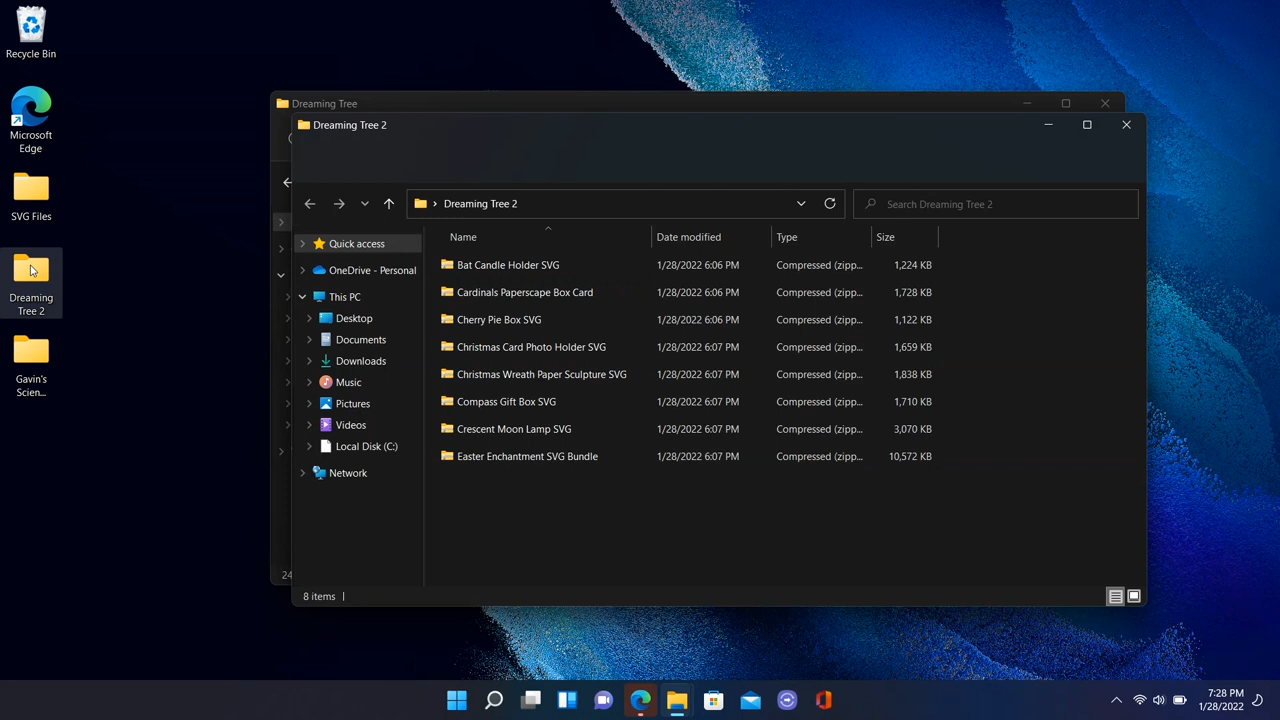 Recycle Bin
Microsoft
Edge
SVG Files
Dreaming
Tree 2
Gavin's
Scien...
Dreaming Tree
Dreaming Tree 2
Dreaming Tree 2
Search Dreaming Tree 2
Name Date modified Type Size
Quick access
OneDrive - Personal
This PC
Desktop
Documents
Downloads
Music
Pictures
Videos
Local Disk (C:)
Network
Bat Candle Holder SVG 1/28/2022 6:06 PM Compressed (zipp... 1,224 KB
Cardinals Paperscape Box Card 1/28/2022 6:06 PM Compressed (zipp... 1,728 KB
Cherry Pie Box SVG 1/28/2022 6:06 PM Compressed (zipp... 1,122 KB
Christmas Card Photo Holder SVG 1/28/2022 6:07 PM Compressed (zipp... 1,659 KB
Christmas Wreath Paper Sculpture SVG 1/28/2022 6:07 PM Compressed (zipp... 1,838 KB
Compass Gift Box SVG 1/28/2022 6:07 PM Compressed (zipp... 1,710 KB
Crescent Moon Lamp SVG 1/28/2022 6:07 PM Compressed (zipp... 3,070 KB
Easter Enchantment SVG Bundle 1/28/2022 6:07 PM Compressed (zipp... 10,572 KB
24
8 items
7:28 PM
1/28/2022